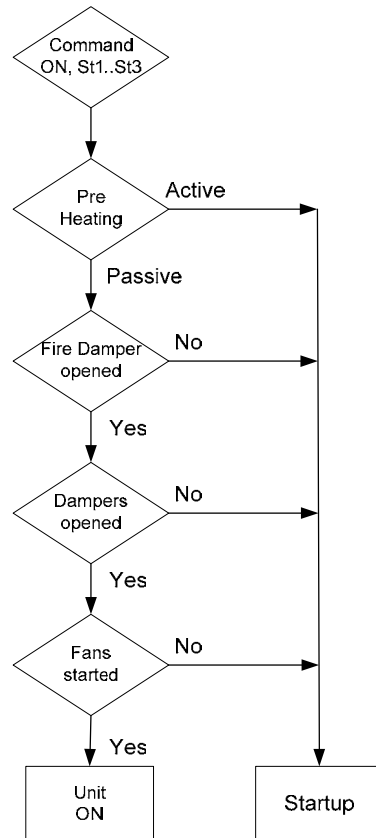 Command
ON, St1..St3
Pre
Heating
Active
Passive
Fire Damper
opened
No
Yes
Dampers
opened
No
Yes
Fans
started
No
Yes
Unit
ON
Startup